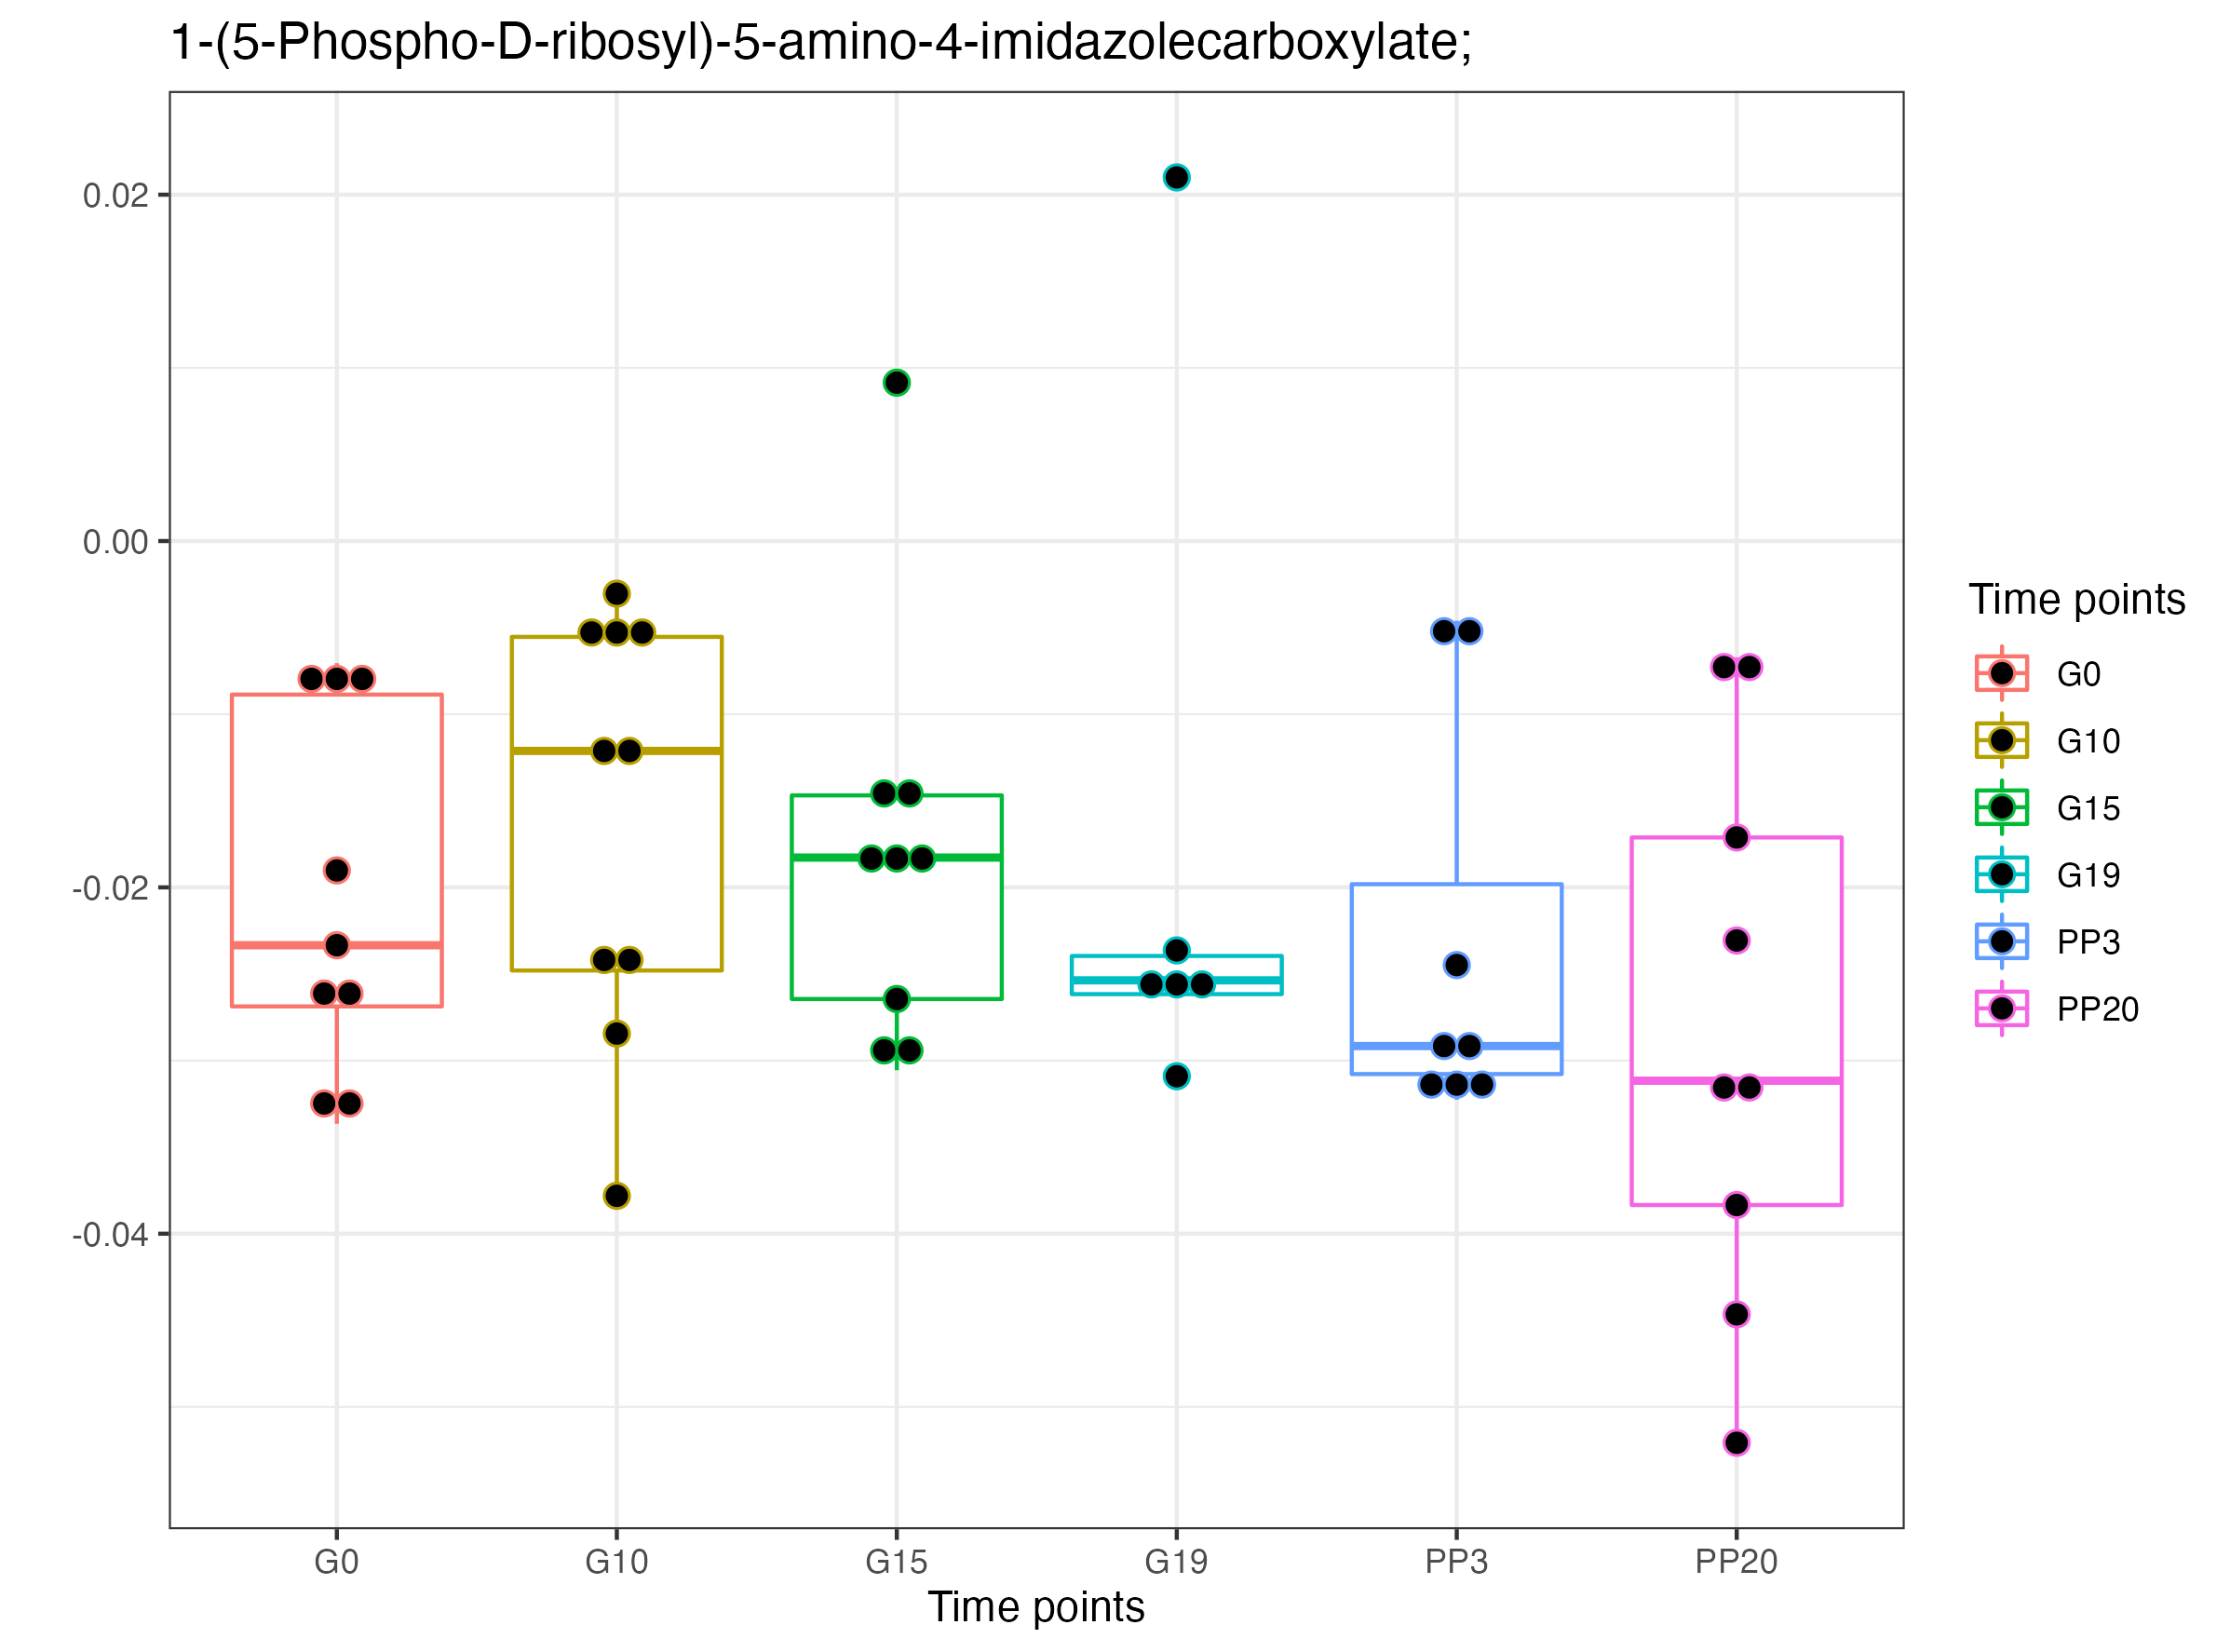 1-(5-Phospho-D-ribosyl)-5-amino-4-imidazolecarboxylate;
0.02
0.00
-0.02
-0.04
G0 G10 G15 G19 PP3 PP20
Time points
Time points
G0
G10
G15
G19
PP3
PP20